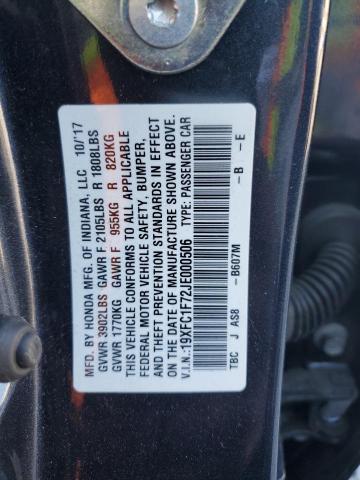 MFD. BY HONDA MFG. OF INDIANA, LLC 10/'17
GVWR 3902LBS GAWR F 2105LBS R 1808LBS
GVWR 1770KG GAWR F 955KG R 820KG
THIS VEHICLE CONFORMS TO ALL APPLICABLE
FEDERAL MOTOR VEHICLE SAFETY, BUMPER,
AND THEFT PREVENTION STANDARDS IN EFFECT
ON THE DATE OF MANUFACTURE SHOWN ABOVE.
V.I.N.:19XFC1F72JE000506 TYPE: PASSENGER CAR
-B607M -B -E
TBC J AS8